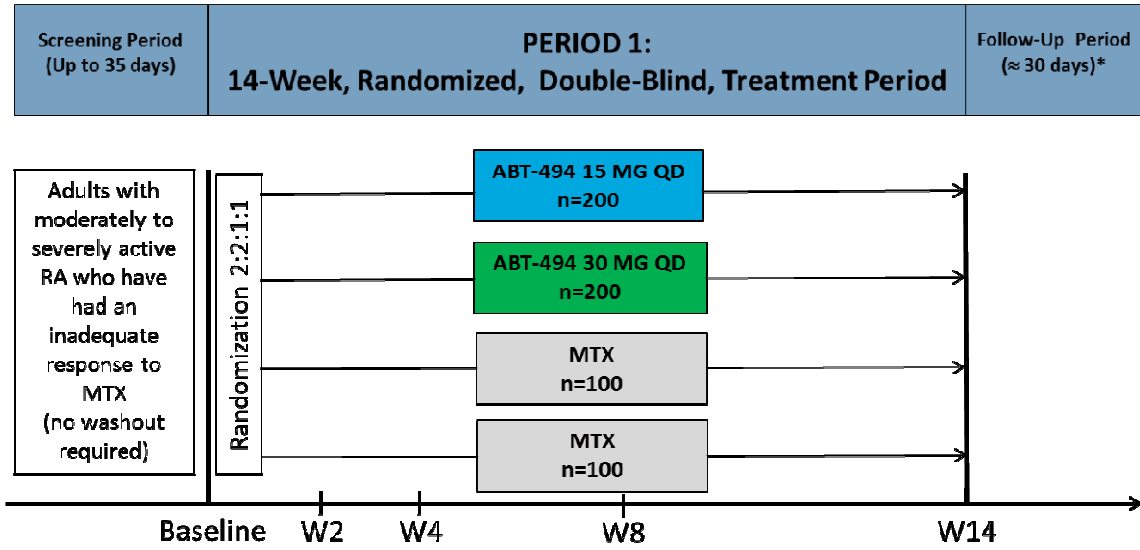 Screening Period
(Up to 35 days)
PERIOD 1:
14-Week, Randomized, Double-Blind, Treatment Period
Follow-Up Period
(≈ 30 days)*
Adults with
moderately to
severely active
RA who have
had an
inadequate
response to
MTX
(no washout
required)
Randomization 2:2:1:1
ABT-494 15 MG QD
n=200
ABT-494 30 MG QD
n=200
MTX
n=100
MTX
n=100
Baseline W2 W4 W8 W14